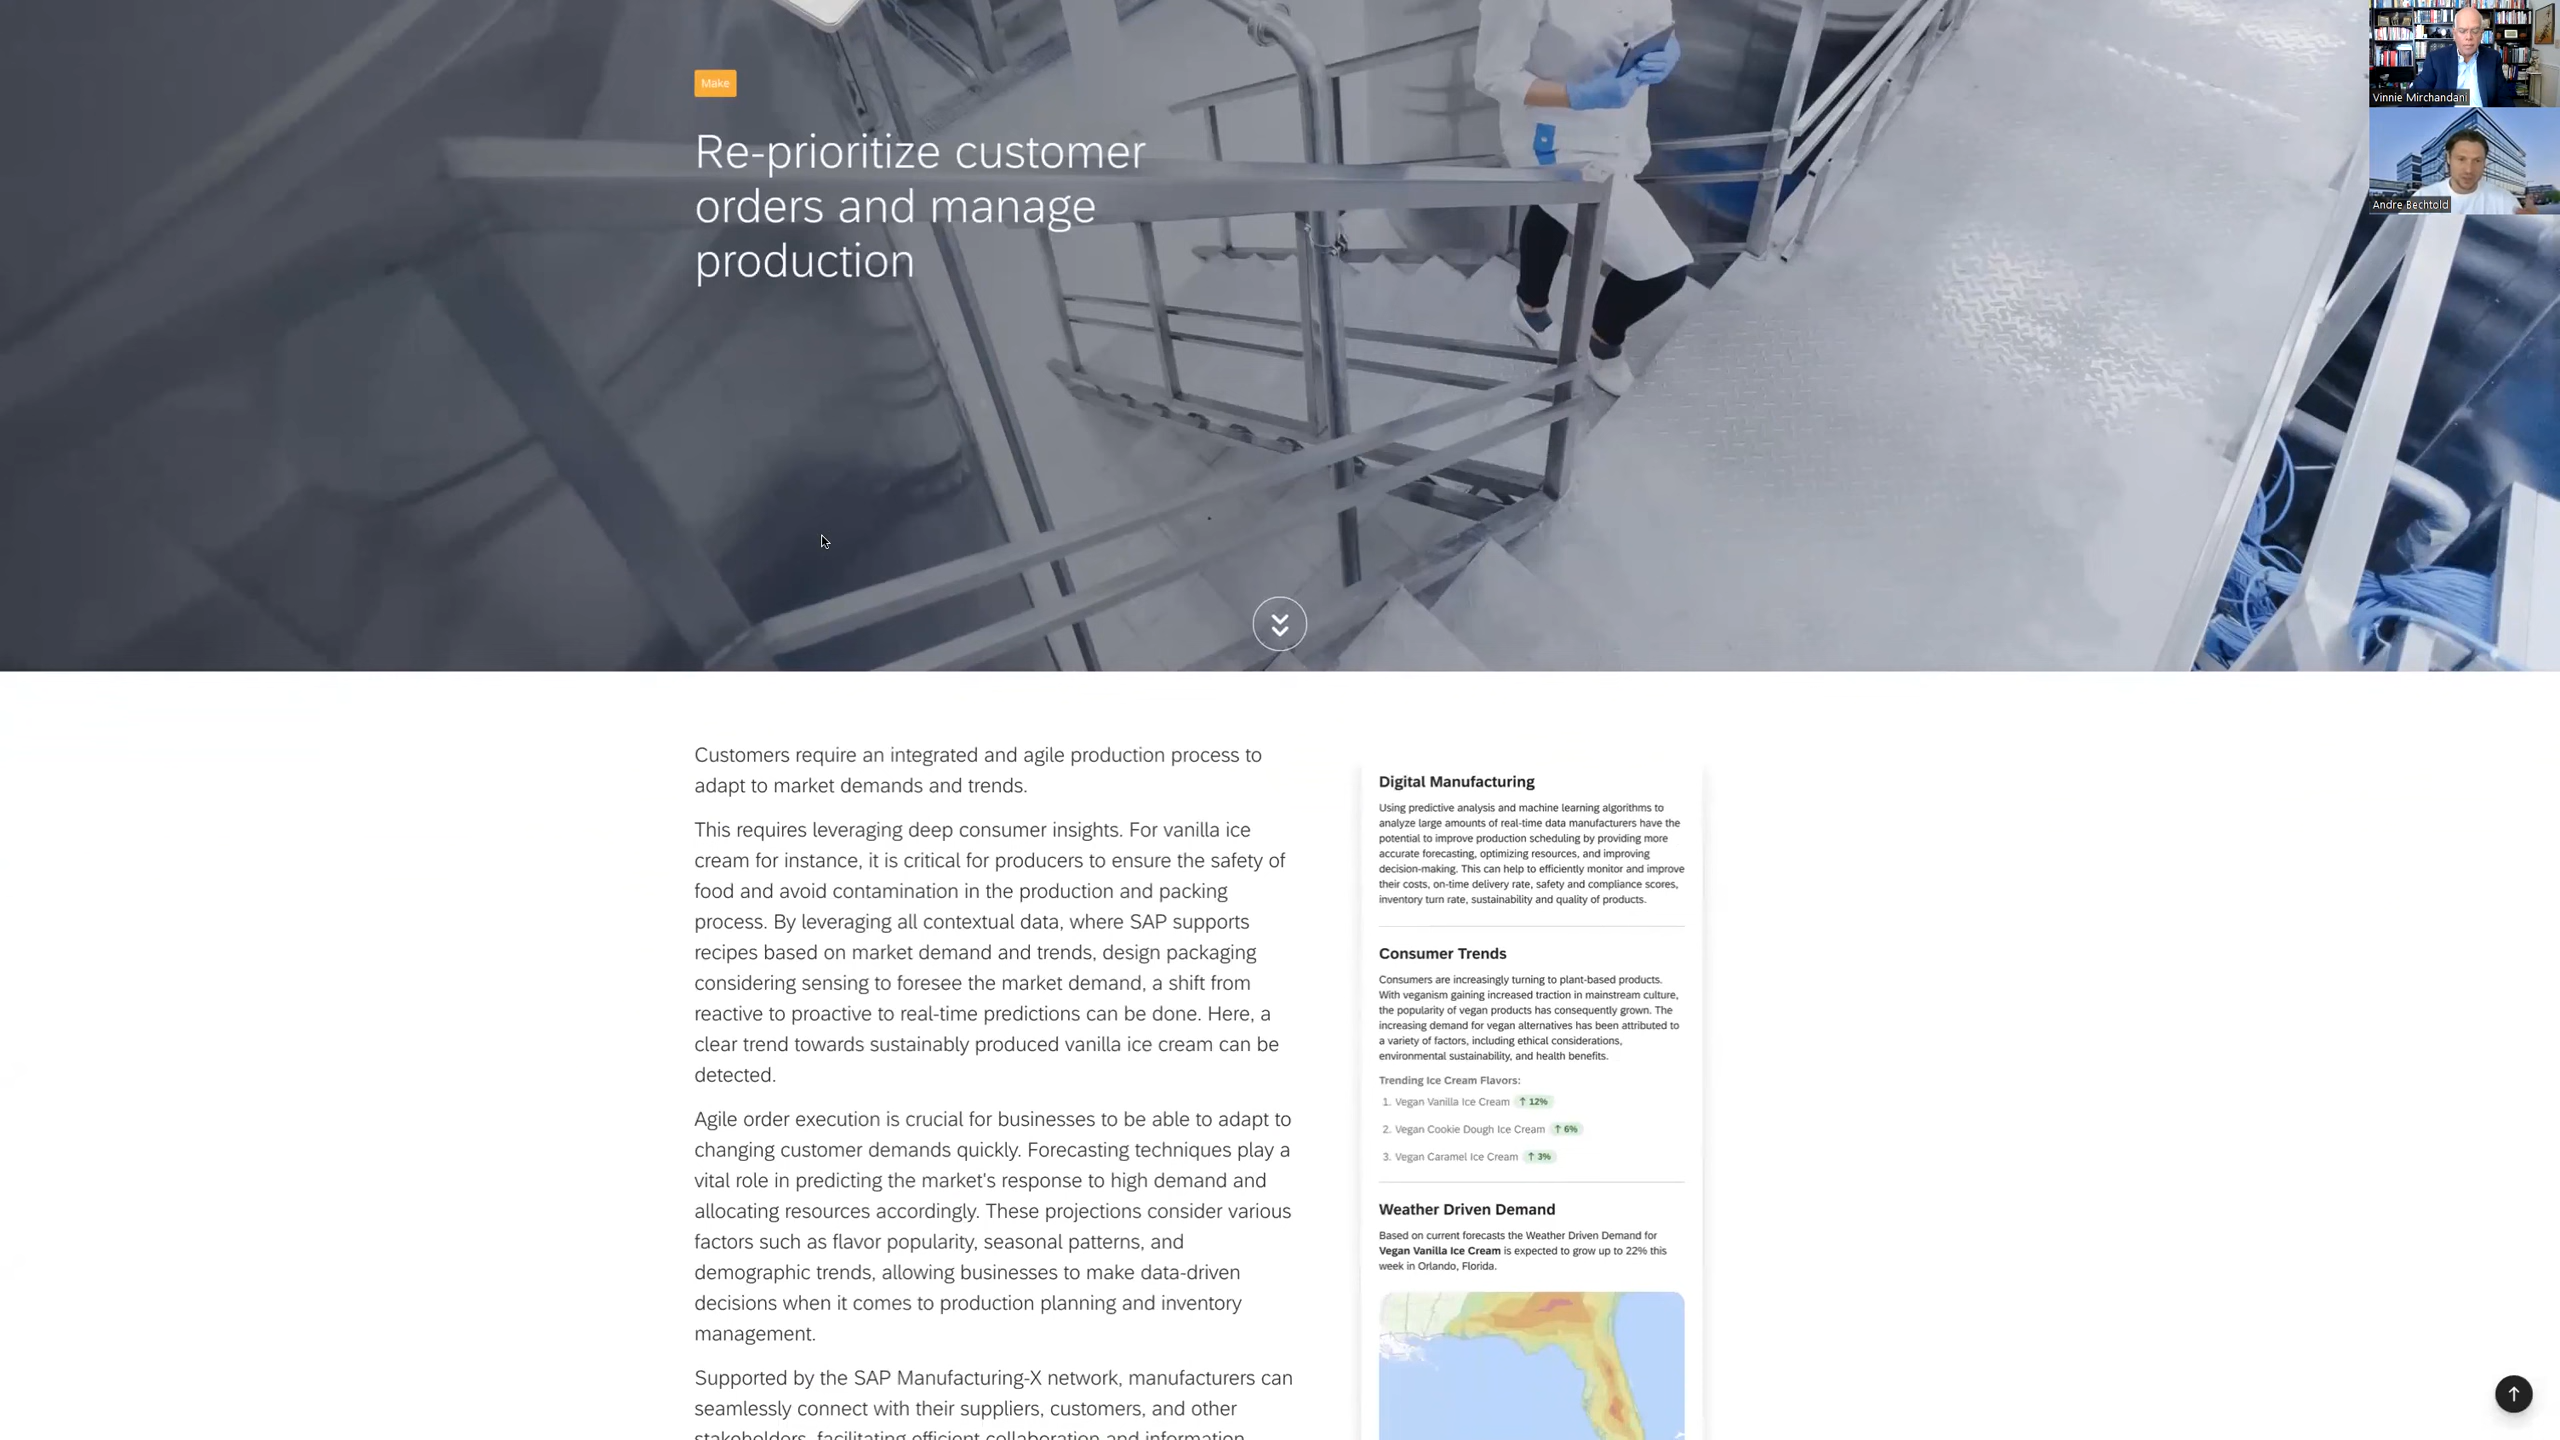 Make
Re-prioritize customer
orders and manage
production
Vinnie Mirchandani
Andre Bechtold
Customers require an integrated and agile production process to
adapt to market demands and trends.
This requires leveraging deep consumer insights. For vanilla ice
cream for instance, it is critical for producers to ensure the safety of
food and avoid contamination in the production and packing
process. By leveraging all contextual data, where SAP supports
recipes based on market demand and trends, design packaging
considering sensing to foresee the market demand, a shift from
reactive to proactive to real-time predictions can be done. Here, a
clear trend towards sustainably produced vanilla ice cream can be
detected.
Agile order execution is crucial for businesses to be able to adapt to
changing customer demands quickly. Forecasting techniques play a
vital role in predicting the market's response to high demand and
allocating resources accordingly. These projections consider various
factors such as flavor popularity, seasonal patterns, and
demographic trends, allowing businesses to make data-driven
decisions when it comes to production planning and inventory
management.
Supported by the SAP Manufacturing-X network, manufacturers can
seamlessly connect with their suppliers, customers, and other
stakeholders, facilitating efficient collaboration and information
Digital Manufacturing
Using predictive analysis and machine learning algorithms to
analyze large amounts of real-time data manufacturers have the
potential to improve production scheduling by providing more
accurate forecasting, optimizing resources, and improving
decision-making. This can help to efficiently monitor and improve
their costs, on-time delivery rate, safety and compliance scores,
inventory turn rate, sustainability and quality of products.
Consumer Trends
Consumers are increasingly turning to plant-based products.
With veganism gaining increased traction in mainstream culture,
the popularity of vegan products has consequently grown. The
increasing demand for vegan alternatives has been attributed to
a variety of factors, including ethical considerations,
environmental sustainability, and health benefits.
Trending Ice Cream Flavors:
1. Vegan Vanilla Ice Cream ↑ 12%
2. Vegan Cookie Dough Ice Cream ↑ 6%
3. Vegan Caramel Ice Cream ↑ 3%
Weather Driven Demand
Based on current forecasts the Weather Driven Demand for
Vegan Vanilla Ice Cream is expected to grow up to 22% this
week in Orlando, Florida.